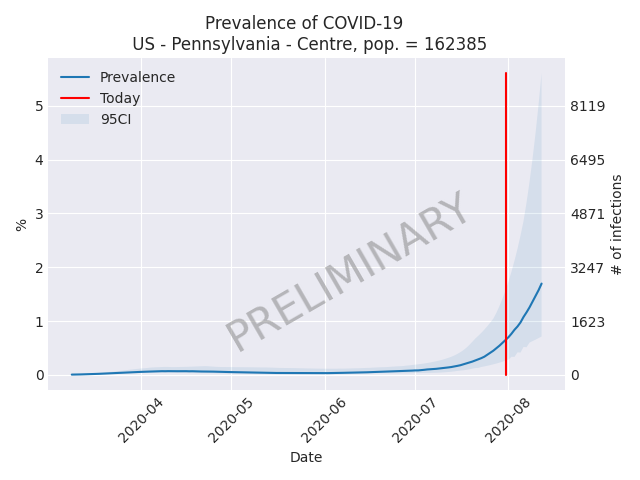 Prevalence of COVID-19
US - Pennsylvania - Centre, pop. = 162385
Prevalence
Today
95CI
PRELIMINARY
%
5
4
3
2
1
0
8119
6495
4871
3247
1623
0
# of infections
2020-04
2020-05
2020-06
2020-07
2020-08
Date